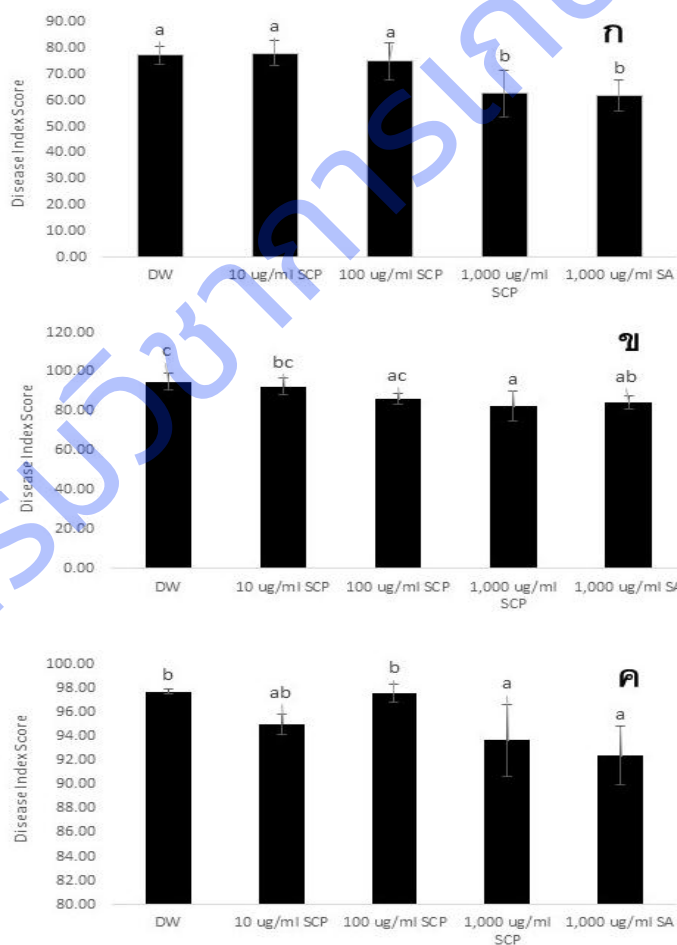 90.00
80.00
70.00
60.00
50.00
40.00
30.00
20.00
10.00
0.00
Disease Index Score
a
a
a
b
b
ก
DW
10 ug/ml SCP
100 ug/ml SCP
1,000 ug/ml
SCP
1,000 ug/ml SA
120.00
100.00
80.00
60.00
40.00
20.00
0.00
Disease Index Score
c
bc
ac
a
ab
ข
DW
10 ug/ml SCP
100 ug/ml SCP
1,000 ug/ml
SCP
1,000 ug/ml SA
100.00
98.00
96.00
94.00
92.00
90.00
88.00
86.00
84.00
82.00
80.00
Disease Index Score
b
ab
b
a
a
ค
DW
10 ug/ml SCP
100 ug/ml SCP
1,000 ug/ml
SCP
1,000 ug/ml SA